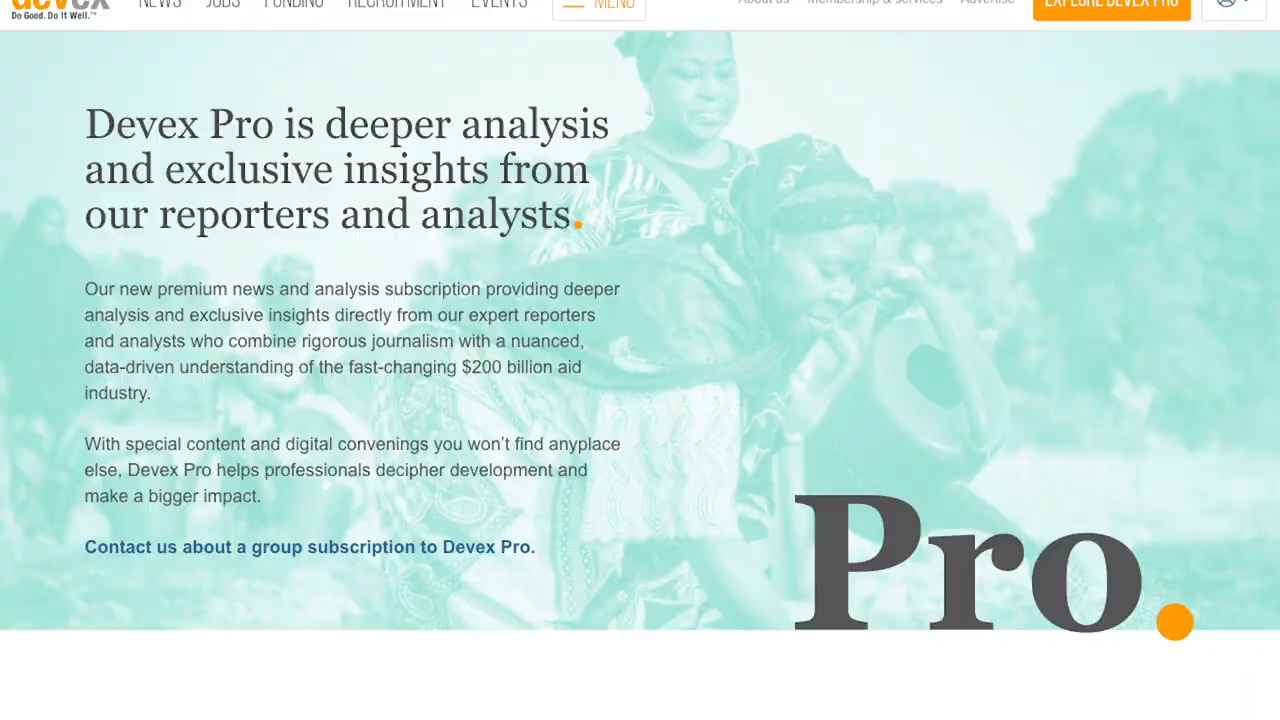 devex
Do Good. Do It Well.™
NEWS JOBS FUNDING RECRUITMENT EVENTS MENU About us Membership & services Advertise EXPLORE DEVEX PRO
Devex Pro is deeper analysis
and exclusive insights from
our reporters and analysts.
Our new premium news and analysis subscription providing deeper
analysis and exclusive insights directly from our expert reporters
and analysts who combine rigorous journalism with a nuanced,
data-driven understanding of the fast-changing $200 billion aid
industry.
With special content and digital convenings you won't find anyplace
else, Devex Pro helps professionals decipher development and
make a bigger impact.
Contact us about a group subscription to Devex Pro.
Pro.